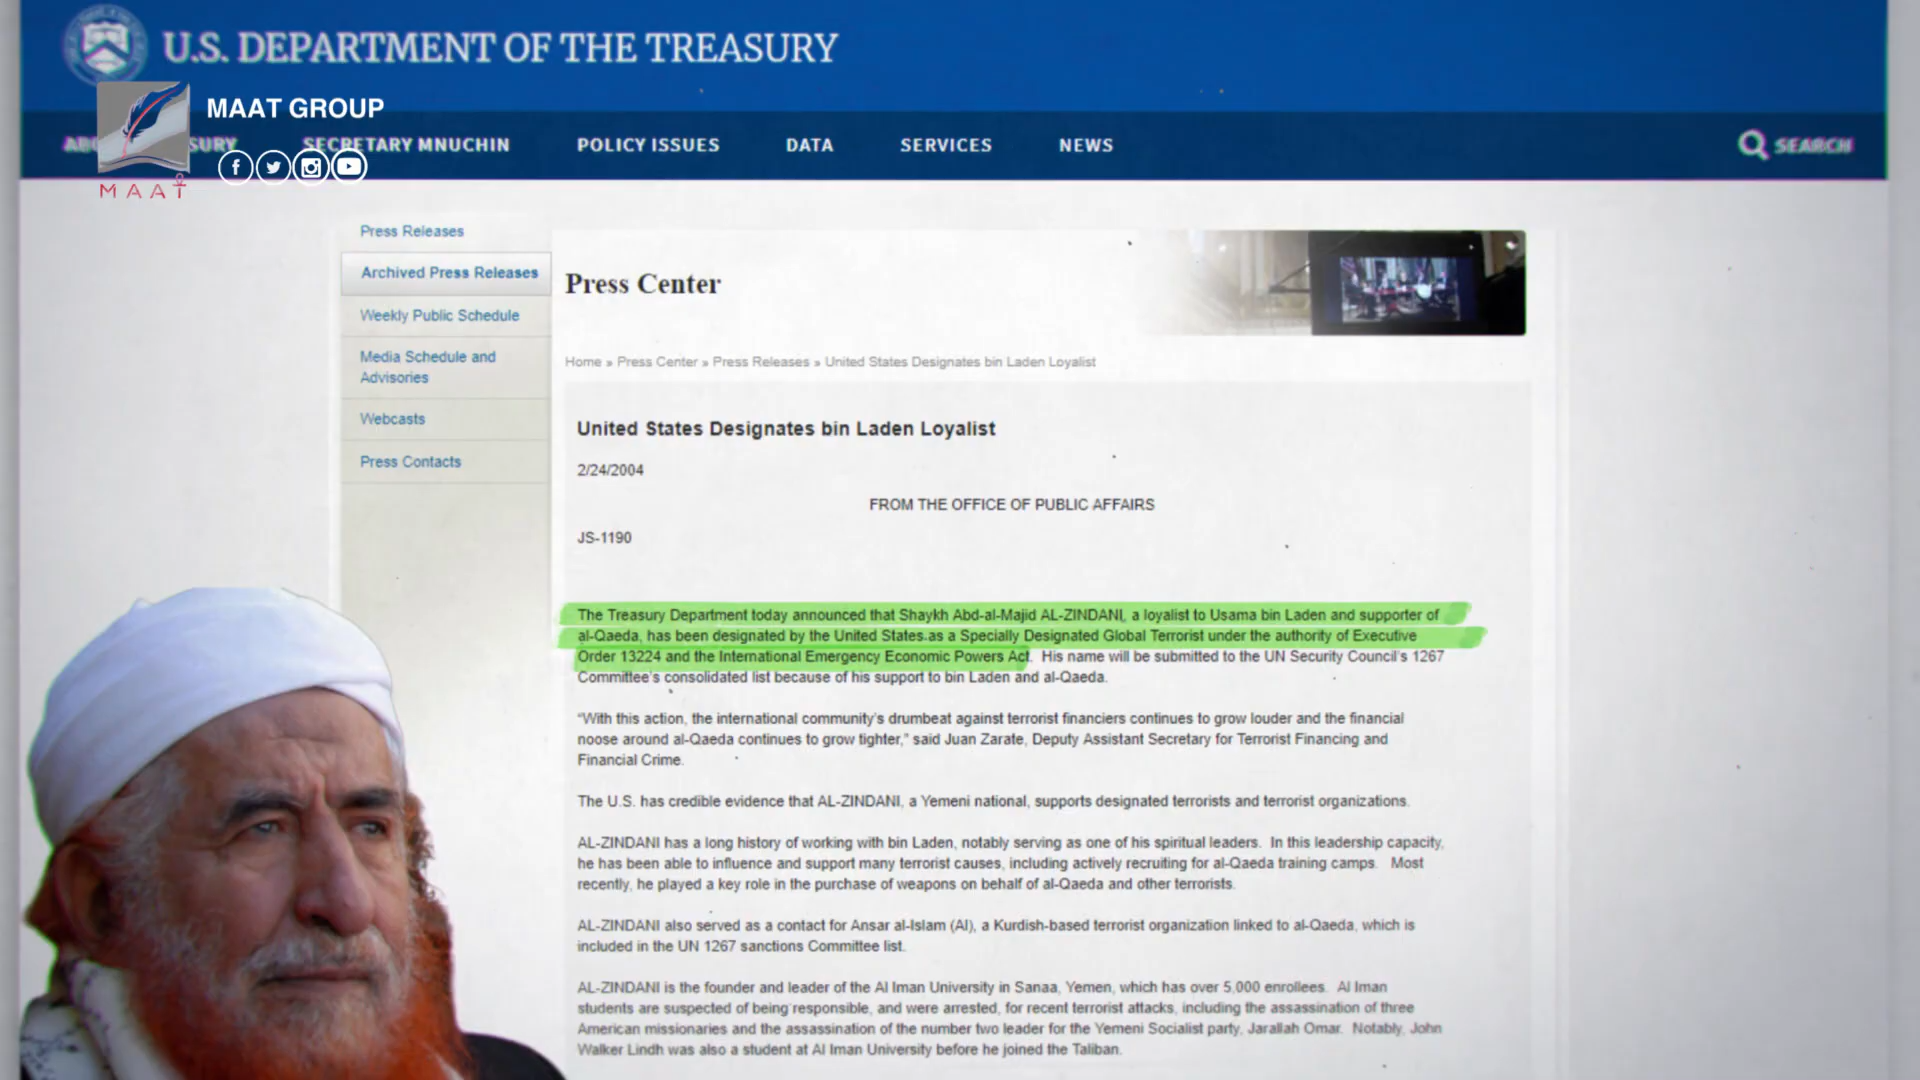 U.S. DEPARTMENT OF THE TREASURY
MAAT GROUP
SURY
SECRETARY MNUCHIN
POLICY ISSUES
DATA
SERVICES
NEWS
SEARCH
MAAT
Press Releases
Archived Press Releases
Weekly Public Schedule
Media Schedule and
Advisories
Webcasts
Press Contacts
Press Center
Home » Press Center » Press Releases » United States Designates bin Laden Loyalist
United States Designates bin Laden Loyalist
2/24/2004
FROM THE OFFICE OF PUBLIC AFFAIRS
JS-1190
The Treasury Department today announced that Shaykh Abd-al-Majid AL-ZINDANI, a loyalist to Usama bin Laden and supporter of
al-Qaeda, has been designated by the United States as a Specially Designated Global Terrorist under the authority of Executive
Order 13224 and the International Emergency Economic Powers Act. His name will be submitted to the UN Security Council's 1267
Committee's consolidated list because of his support to bin Laden and al-Qaeda.
“With this action, the international community's drumbeat against terrorist financiers continues to grow louder and the financial
noose around al-Qaeda continues to grow tighter,” said Juan Zarate, Deputy Assistant Secretary for Terrorist Financing and
Financial Crime.
The U.S. has credible evidence that AL-ZINDANI, a Yemeni national, supports designated terrorists and terrorist organizations.
AL-ZINDANI has a long history of working with bin Laden, notably serving as one of his spiritual leaders. In this leadership capacity,
he has been able to influence and support many terrorist causes, including actively recruiting for al-Qaeda training camps. Most
recently, he played a key role in the purchase of weapons on behalf of al-Qaeda and other terrorists.
AL-ZINDANI also served as a contact for Ansar al-Islam (AI), a Kurdish-based terrorist organization linked to al-Qaeda, which is
included in the UN 1267 sanctions Committee list.
AL-ZINDANI is the founder and leader of the Al Iman University in Sanaa, Yemen, which has over 5,000 enrollees. Al Iman
students are suspected of being responsible, and were arrested, for recent terrorist attacks, including the assassination of three
American missionaries and the assassination of the number two leader for the Yemeni Socialist party, Jarallah Omar. Notably, John
Walker Lindh was also a student at Al Iman University before he joined the Taliban.